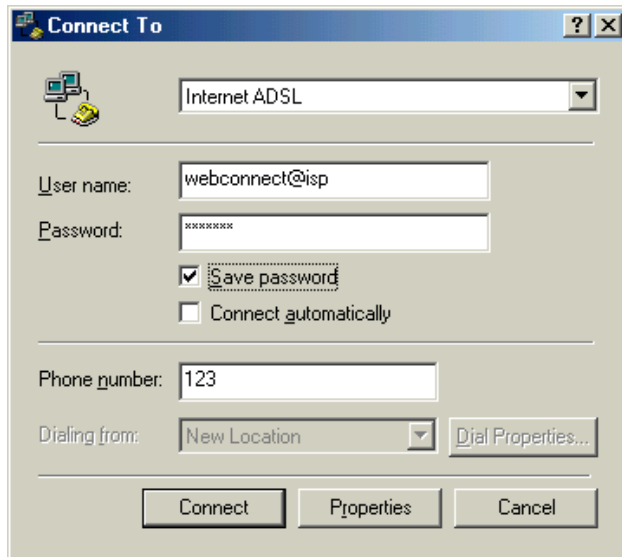 Connect To
Internet ADSL
User name: webconnect@isp
Password: *******
Save password
Connect automatically
Phone number: 123
Dialing from: New Location Dial Properties...
Connect Properties Cancel